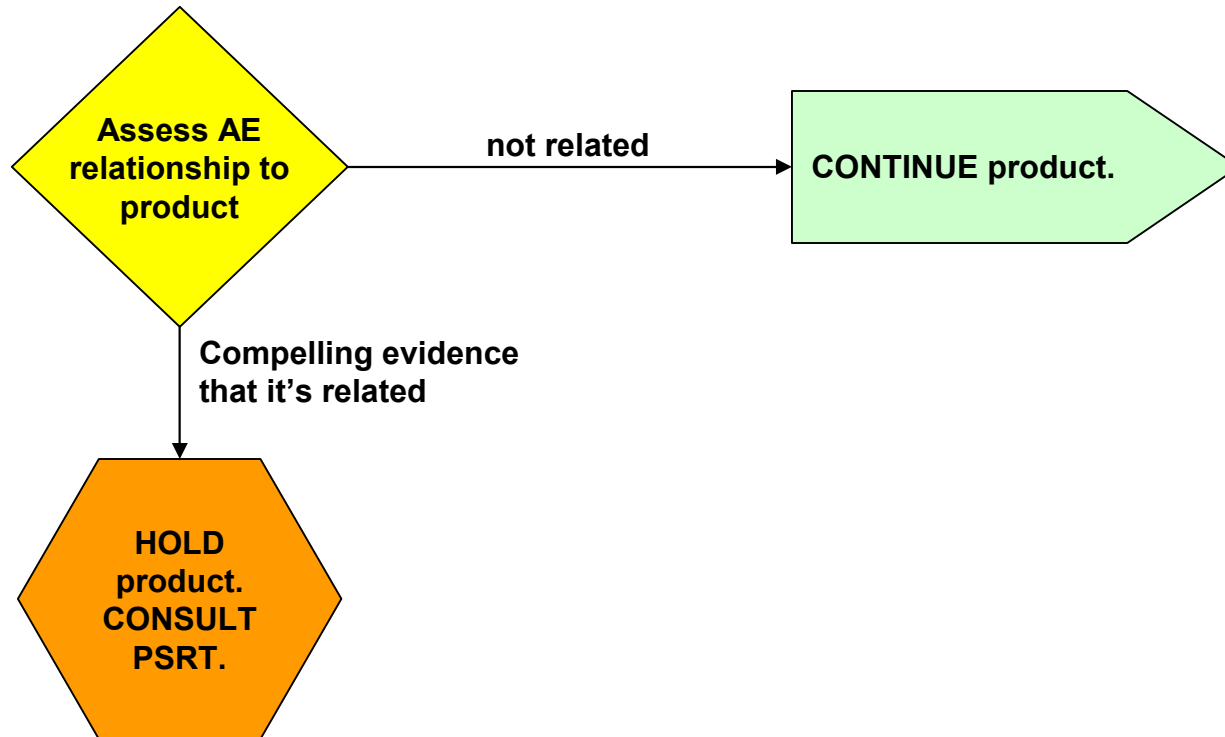 Assess AE
relationship to
product
not related
CONTINUE product.
Compelling evidence
that it’s related
HOLD
product.
CONSULT
PSRT.